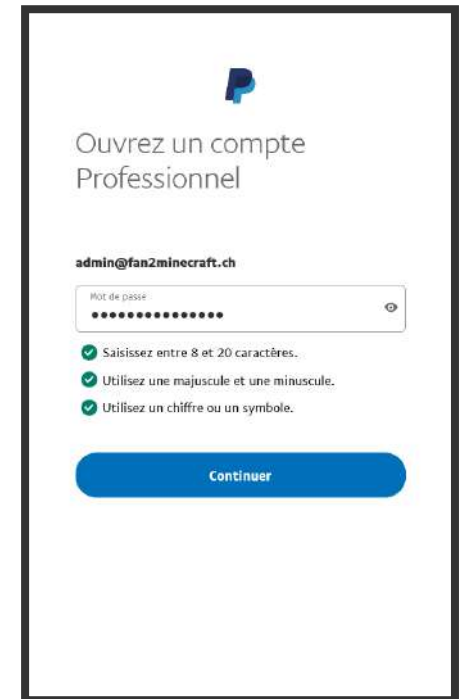 Ouvrez un compte
Professionnel
admin@fan2minecraft.ch
Mot de passe
•••••••••••••••
Saisissez entre 8 et 20 caractères.
Utilisez une majuscule et une minuscule.
Utilisez un chiffre ou un symbole.
Continuer